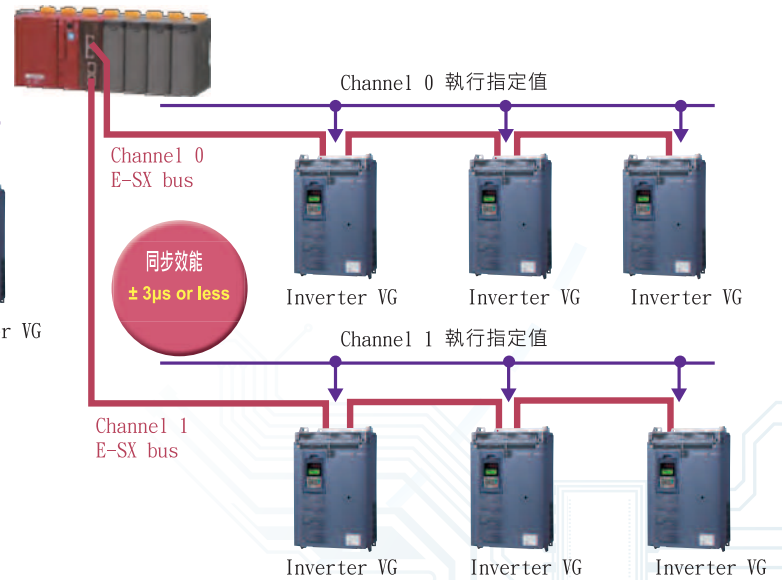 Channel 0 執行指定值
Channel 0
E-SX bus
同步效能
± 3µs or less
Inverter VG
Inverter VG
Inverter VG
r VG
Channel 1 執行指定值
Channel 1
E-SX bus
Inverter VG
Inverter VG
Inverter VG